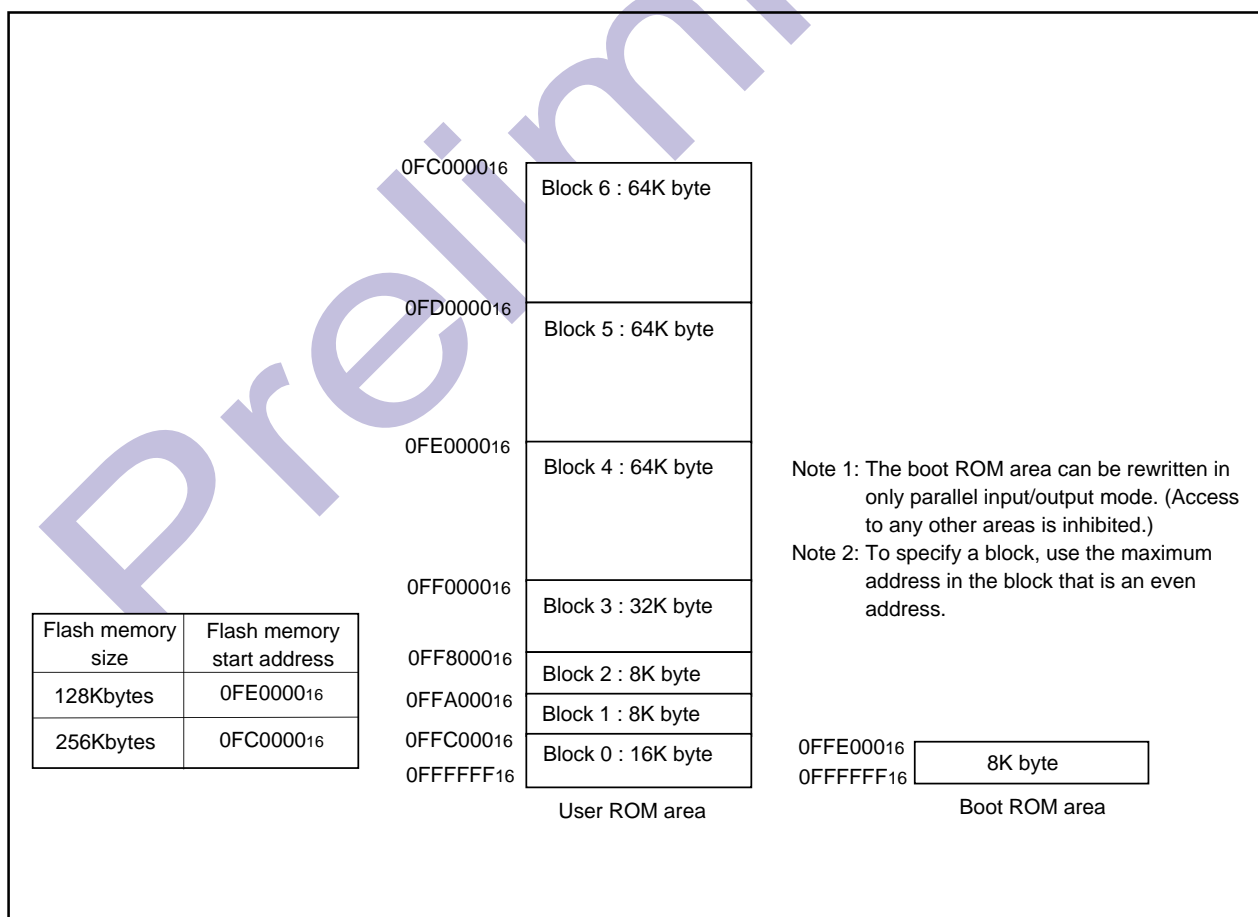 Prelimi
0FC000016
Block 6 : 64K byte
0FD000016
Block 5 : 64K byte
0FE000016
Block 4 : 64K byte
0FF000016
Block 3 : 32K byte
0FF800016
Block 2 : 8K byte
0FFA00016
Block 1 : 8K byte
0FFC00016
Block 0 : 16K byte
0FFFFFF16
User ROM area
Flash memory size
Flash memory start address
128Kbytes
0FE000016
256Kbytes
0FC000016
Note 1: The boot ROM area can be rewritten in
only parallel input/output mode. (Access
to any other areas is inhibited.)
Note 2: To specify a block, use the maximum
address in the block that is an even
address.
0FFE00016
8K byte
0FFFFFF16
Boot ROM area